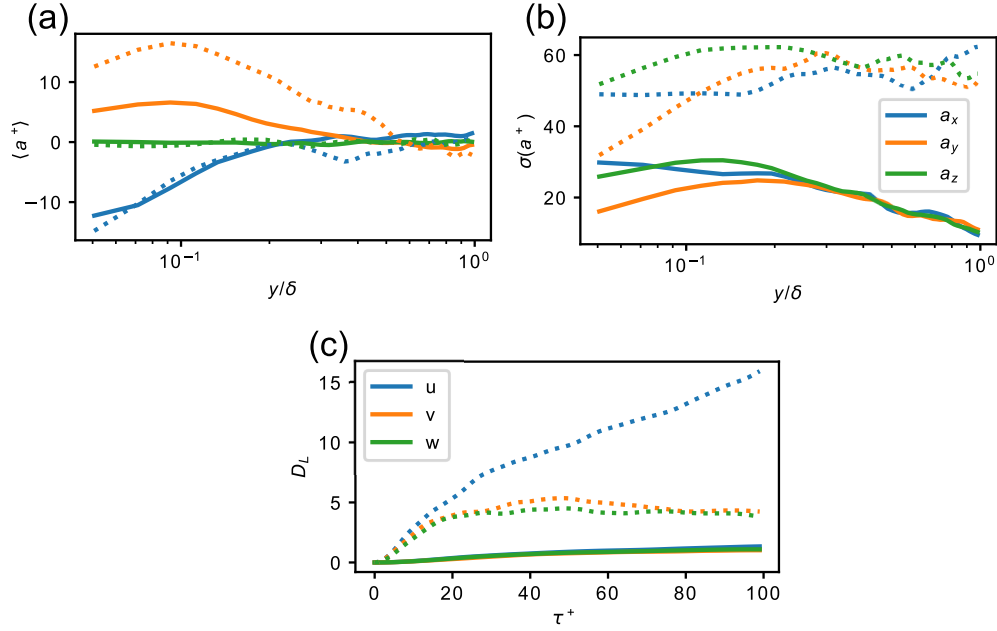 (a)
(b)
10
0
−10
⟨a⁺⟩
10⁻¹
10⁰
y/δ
60
40
20
σ(a⁺)
a_x
a_y
a_z
10⁻¹
10⁰
y/δ
(c)
15
10
5
0
D_L
u
v
w
0
20
40
60
80
100
τ⁺